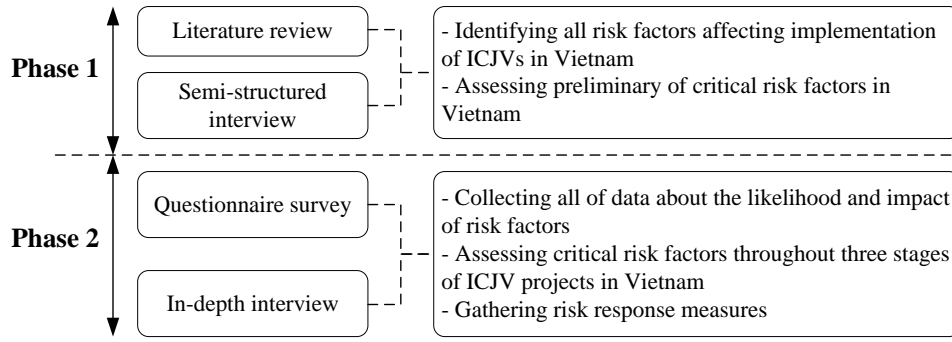 Phase 1
Literature review
Semi-structured
interview
- Identifying all risk factors affecting implementation
of ICJVs in Vietnam
- Assessing preliminary of critical risk factors in
Vietnam
Phase 2
Questionnaire survey
In-depth interview
- Collecting all of data about the likelihood and impact
of risk factors
- Assessing critical risk factors throughout three stages
of ICJV projects in Vietnam
- Gathering risk response measures